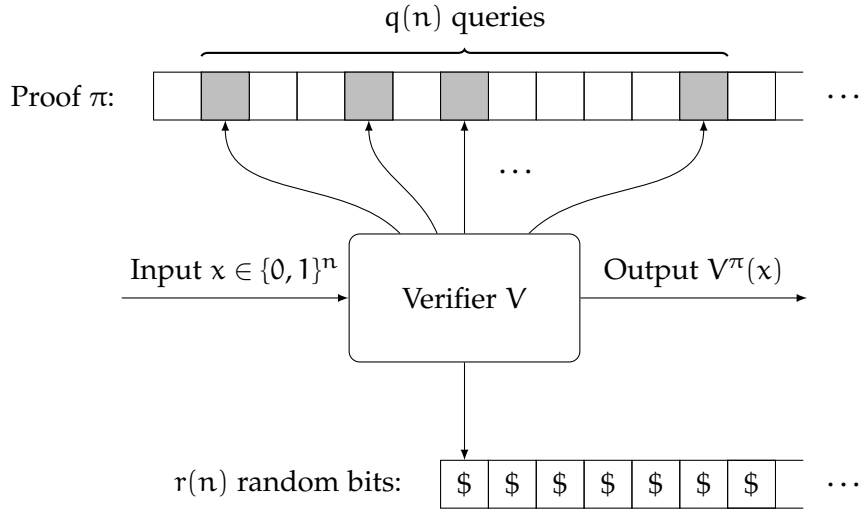 q(n) queries
Proof π: ...
...
Input x ∈ {0, 1}ⁿ
Verifier V
Output V^π(x)
r(n) random bits: $ $ $ $ $ $ $ ...